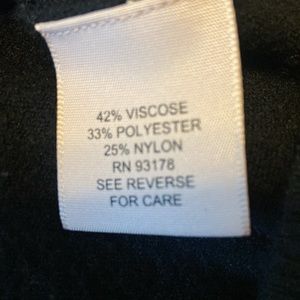 42% VISCOSE
33% POLYESTER
25% NYLON
RN 93178
SEE REVERSE
FOR CARE